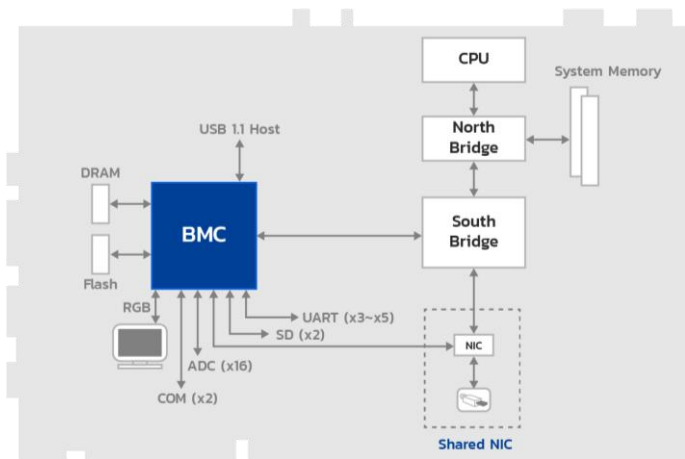 CPU
System Memory
North
Bridge
USB 1.1 Host
DRAM
BMC
South
Bridge
Flash
RGB
UART (x3~x5)
SD (x2)
NIC
ADC (x16)
COM (x2)
Shared NIC